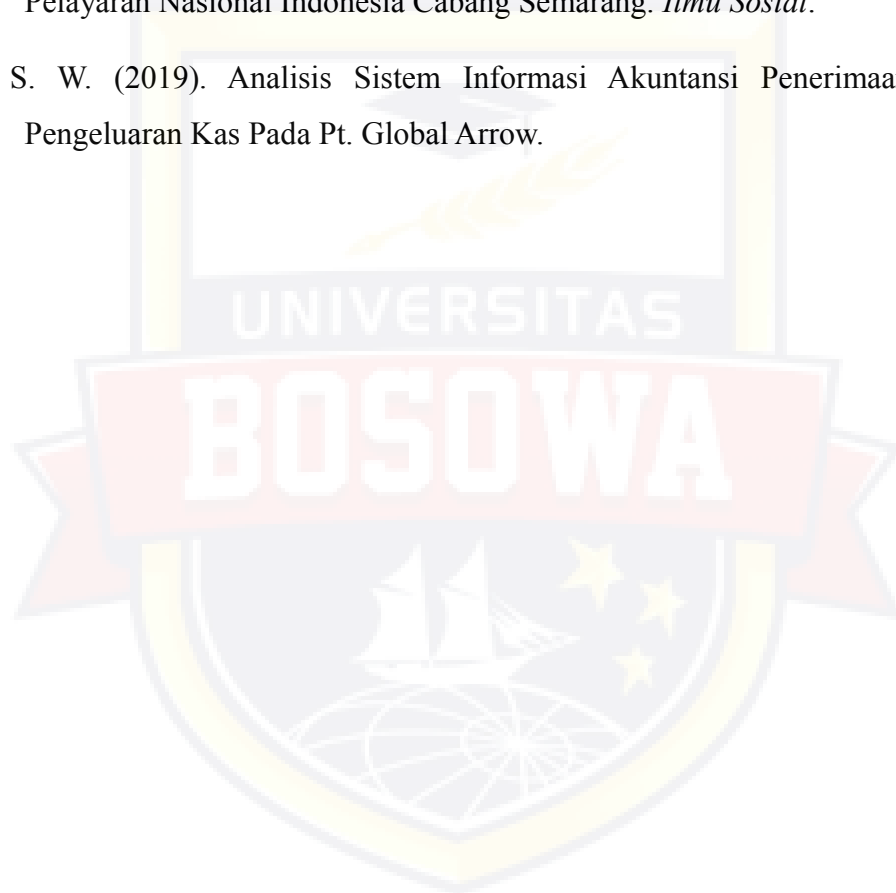 Pelayaran Nasional Indonesia Cabang Semarang. Ilmu Sosial.
S. W. (2019). Analisis Sistem Informasi Akuntansi Penerimaa
Pengeluaran Kas Pada Pt. Global Arrow.
UNIVERSITAS
BOSOWA